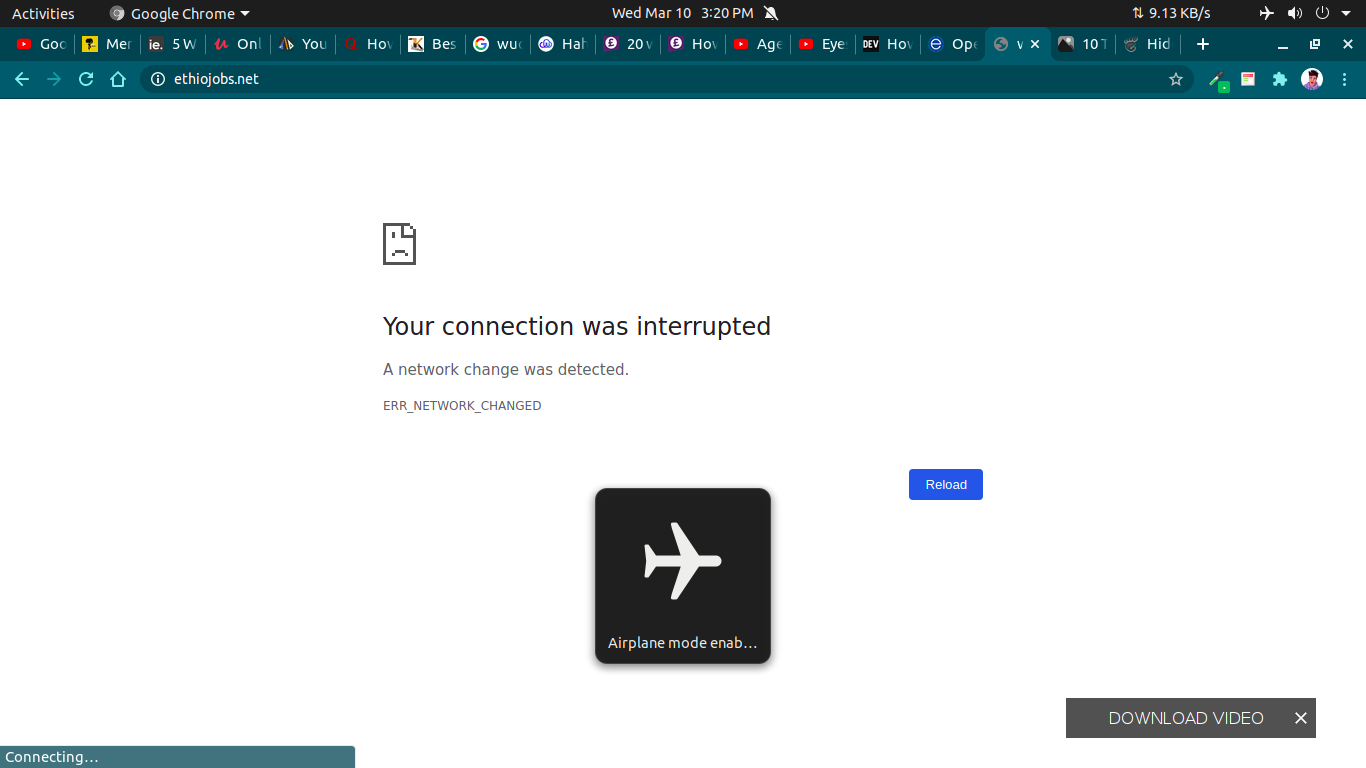 Activities Google Chrome Wed Mar 10 3:20 PM 9.13 KB/s
Goo Mer ie. 5 W Onl You Q Hov Bes G wuc Hah 20 v Hov Age Eye DEV Hov Ope 10 T Hid
ethiojobs.net
Your connection was interrupted
A network change was detected.
ERR_NETWORK_CHANGED
Reload
Airplane mode enab...
DOWNLOAD VIDEO
Connecting...